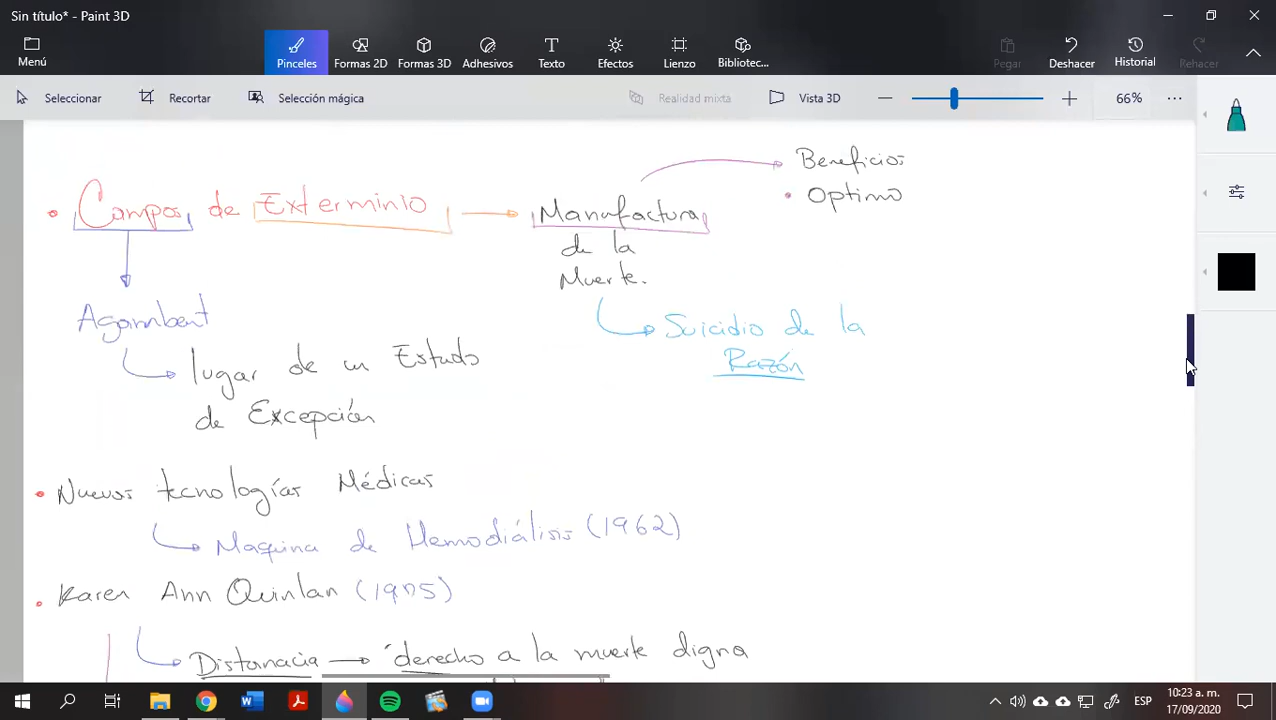 Sin título* - Paint 3D
Menú
Pinceles
Formas 2D
Formas 3D
Adhesivos
Texto
Efectos
Lienzo
Bibliotec...
Pegar
Deshacer
Historial
Rehacer
Seleccionar
Recortar
Selección mágica
Realidad mixta
Vista 3D
66%
Beneficios
• Optimo
• Campos de Exterminio
Manufactura
de la
Muerte.
Agambent
Suicidio de la
Razón
lugar de un Estado
de Excepción
• Nuevas tecnologías Médicas
Maquina de Hemodiálisis (1962)
• Karen Ann Quinlan (1975)
Distanacia → derecho a la muerte digna
ESP
10:23 a. m.
17/09/2020